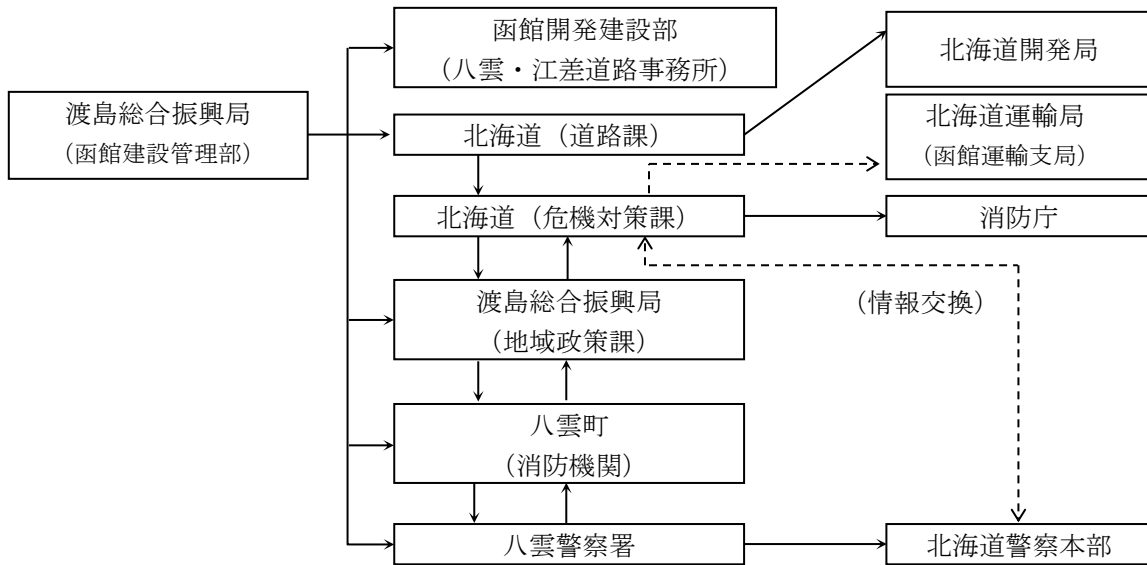 函館開発建設部
（八雲・江差道路事務所）
北海道開発局
渡島総合振興局
（函館建設管理部）
北海道（道路課）
北海道運輸局
（函館運輸支局）
北海道（危機対策課）
消防庁
渡島総合振興局
（地域政策課）
（情報交換）
八雲町
（消防機関）
八雲警察署
北海道警察本部